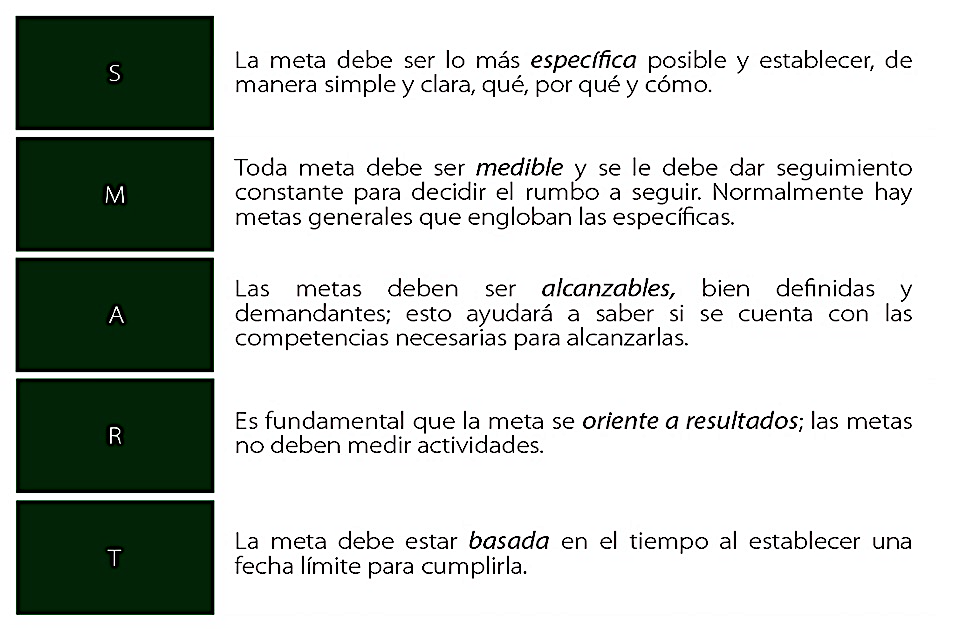 S
La meta debe ser lo más específica posible y establecer, de
manera simple y clara, qué, por qué y cómo.
M
Toda meta debe ser medible y se le debe dar seguimiento
constante para decidir el rumbo a seguir. Normalmente hay
metas generales que engloban las específicas.
A
Las metas deben ser alcanzables, bien definidas y
demandantes; esto ayudará a saber si se cuenta con las
competencias necesarias para alcanzarlas.
R
Es fundamental que la meta se oriente a resultados; las metas
no deben medir actividades.
T
La meta debe estar basada en el tiempo al establecer una
fecha límite para cumplirla.